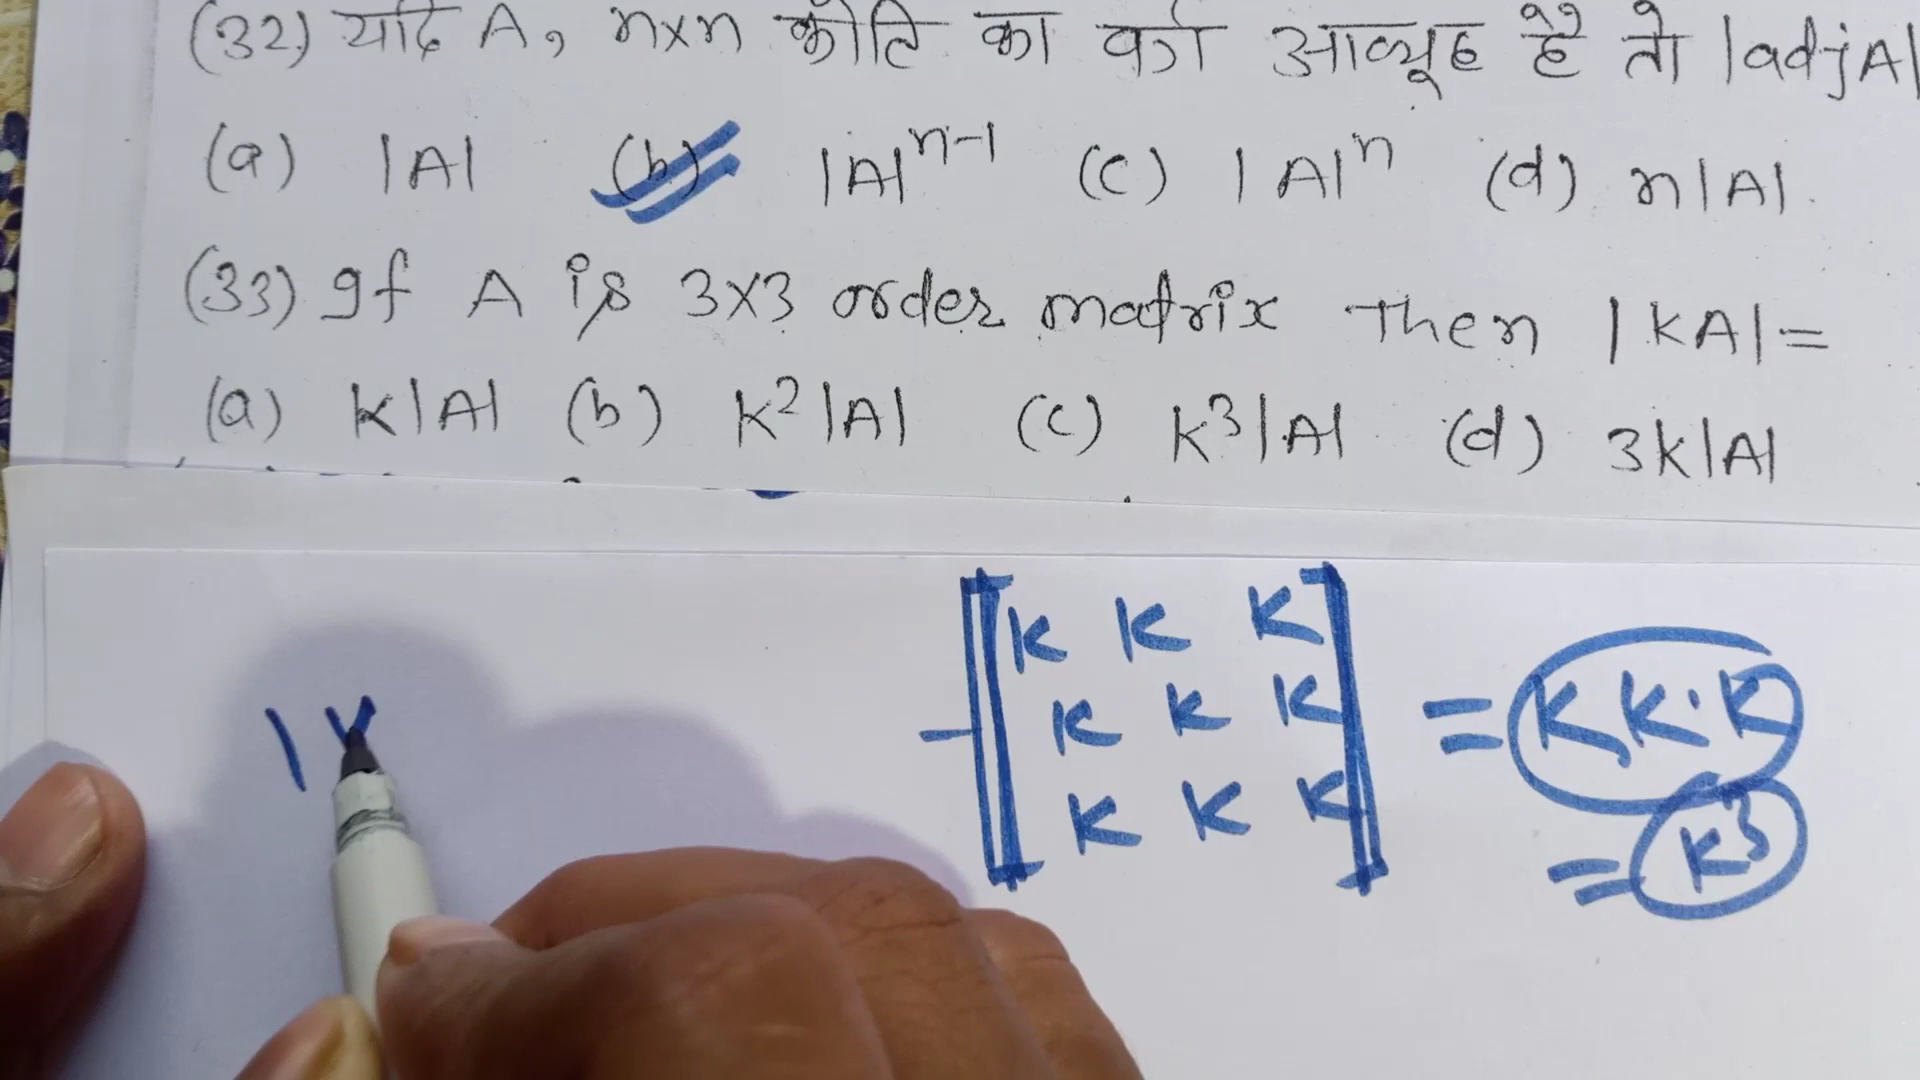 (32) यदि A, n×n कोटि का वर्ग आव्यूह है तो |adjA|
(a) |A| (b) |A|ⁿ⁻¹ (c) |A|ⁿ (d) n|A|.
(33) If A is 3×3 order matrix Then |KA|=
(a) K|A| (b) K²|A| (c) K³|A| (d) 3K|A|
K K K
K K K = K.K.K
K K K = K³
|K